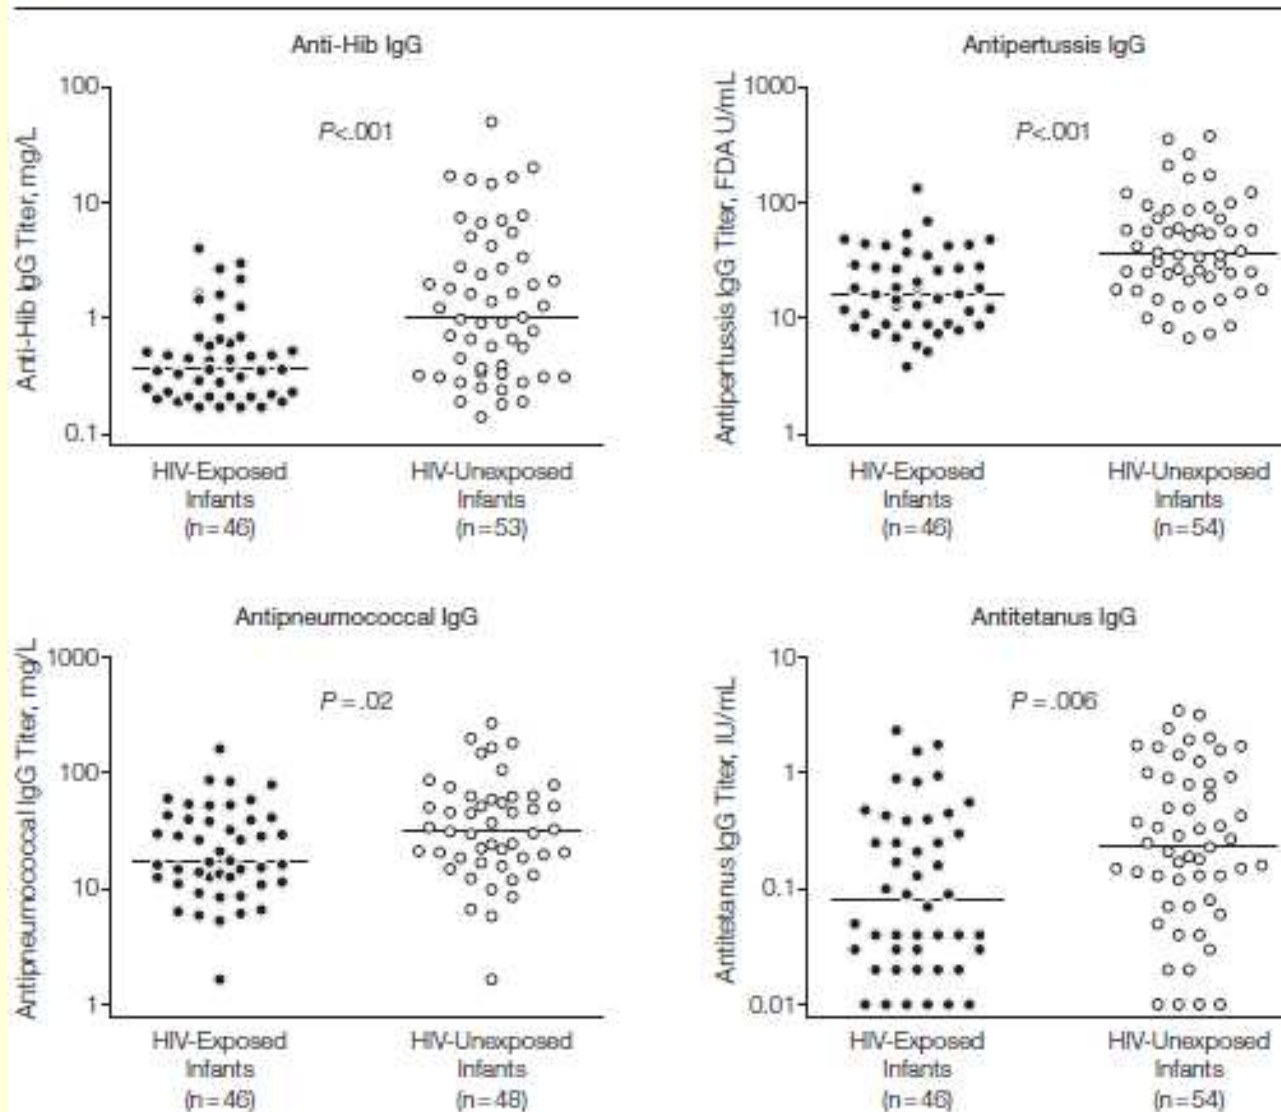 Anti-Hib IgG
Anti-Hib IgG Titer, mg/L
100
10
1
0.1
P<.001
HIV-Exposed
Infants
(n=46)
HIV-Unexposed
Infants
(n=53)
Antipertussis IgG
Antipertussis IgG Titer, FDA U/mL
1000
100
10
1
P<.001
HIV-Exposed
Infants
(n=46)
HIV-Unexposed
Infants
(n=54)
Antipneumococcal IgG
Antipneumococcal IgG Titer, mg/L
1000
100
10
1
P = .02
HIV-Exposed
Infants
(n=46)
HIV-Unexposed
Infants
(n=48)
Antitetanus IgG
Antitetanus IgG Titer, IU/mL
10
1
0.1
0.01
P = .006
HIV-Exposed
Infants
(n=46)
HIV-Unexposed
Infants
(n=54)